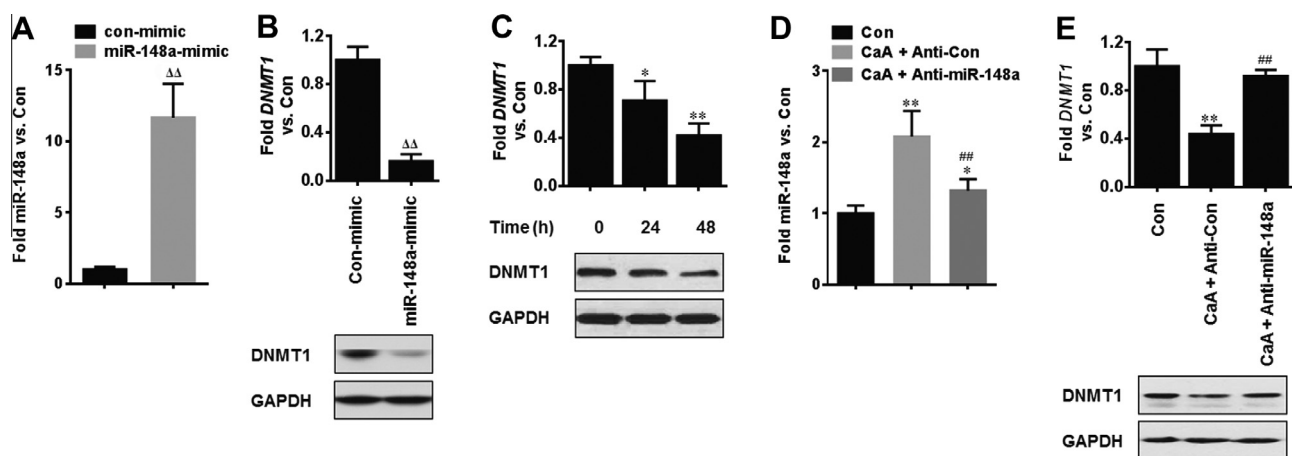 A
con-mimic
miR-148a-mimic
Fold miR-148a vs. Con
15
10
5
0
ΔΔ
B
Fold DNMT1
vs. Con
1.2
0.8
0.4
0.0
ΔΔ
Con-mimic
miR-148a-mimic
DNMT1
GAPDH
C
Fold DNMT1
vs. Con
1.2
0.8
0.4
0.0
*
**
Time (h) 0 24 48
DNMT1
GAPDH
D
Con
CaA + Anti-Con
CaA + Anti-miR-148a
Fold miR-148a vs. Con
3
2
1
0
**
##
*
E
Fold DNMT1
vs. Con
1.2
0.8
0.4
0.0
**
##
Con
CaA + Anti-Con
CaA + Anti-miR-148a
DNMT1
GAPDH